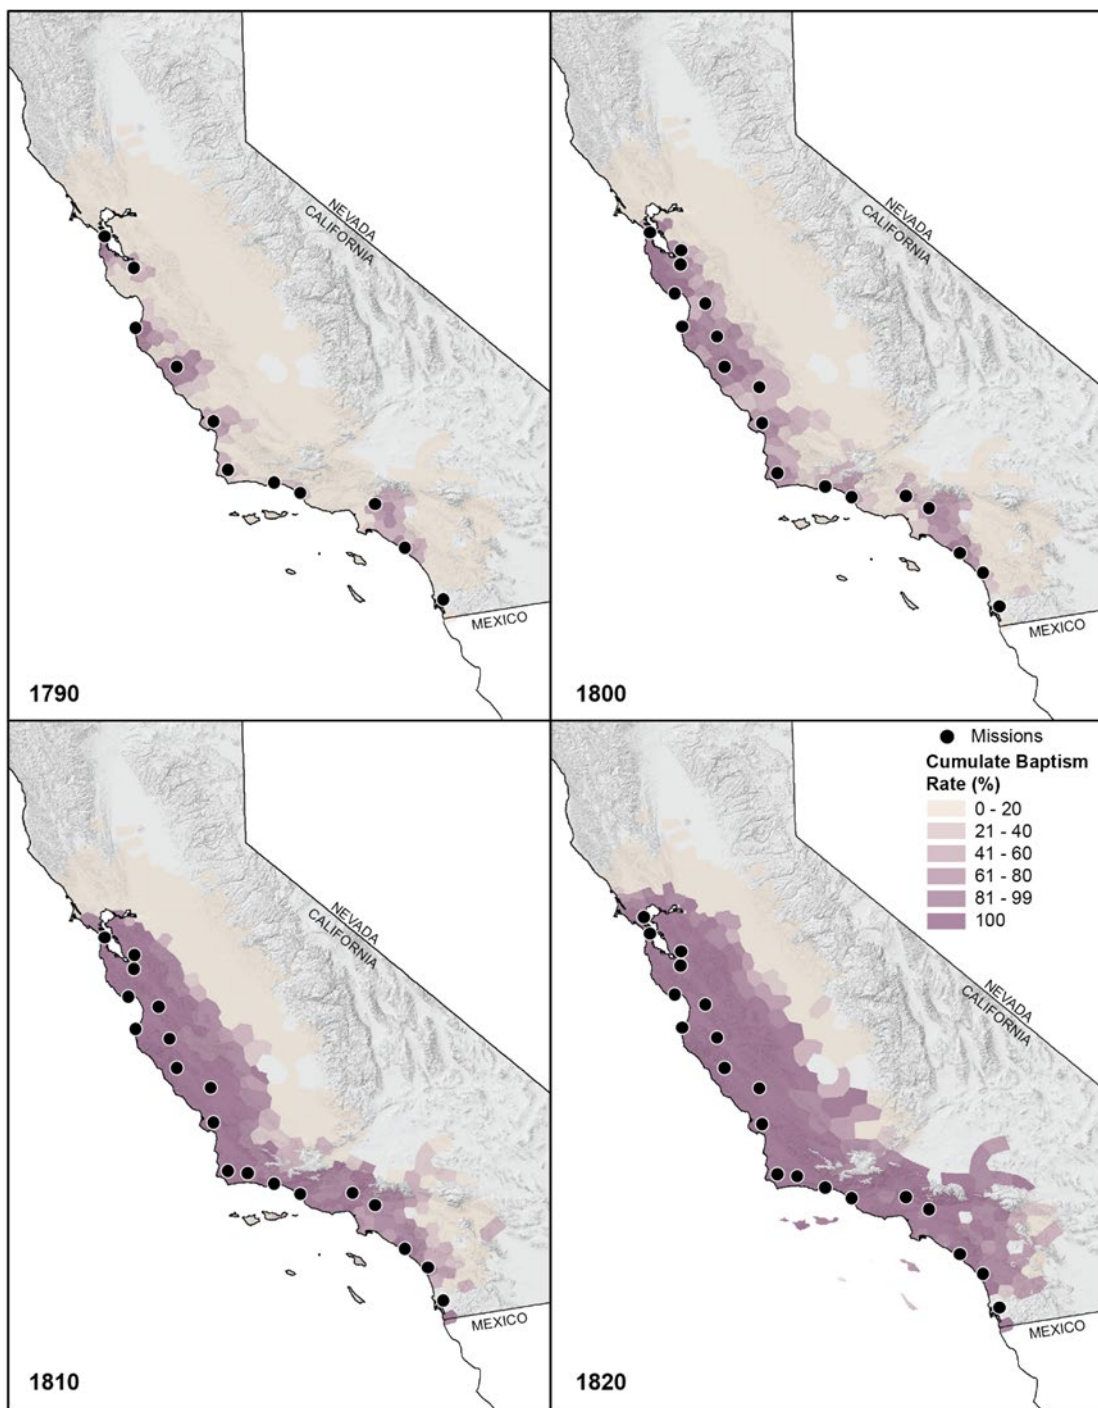 NEVADA
CALIFORNIA
MEXICO
1790
NEVADA
CALIFORNIA
MEXICO
1800
NEVADA
CALIFORNIA
MEXICO
1810
Missions
Cumulate Baptism
Rate (%)
0 - 20
21 - 40
41 - 60
61 - 80
81 - 99
100
NEVADA
CALIFORNIA
MEXICO
1820